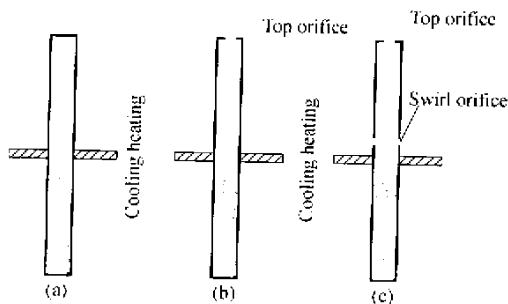 Top orifice
Top orifice
Swirl orifice
Cooling heating
Cooling heating
(a)
(b)
(c)